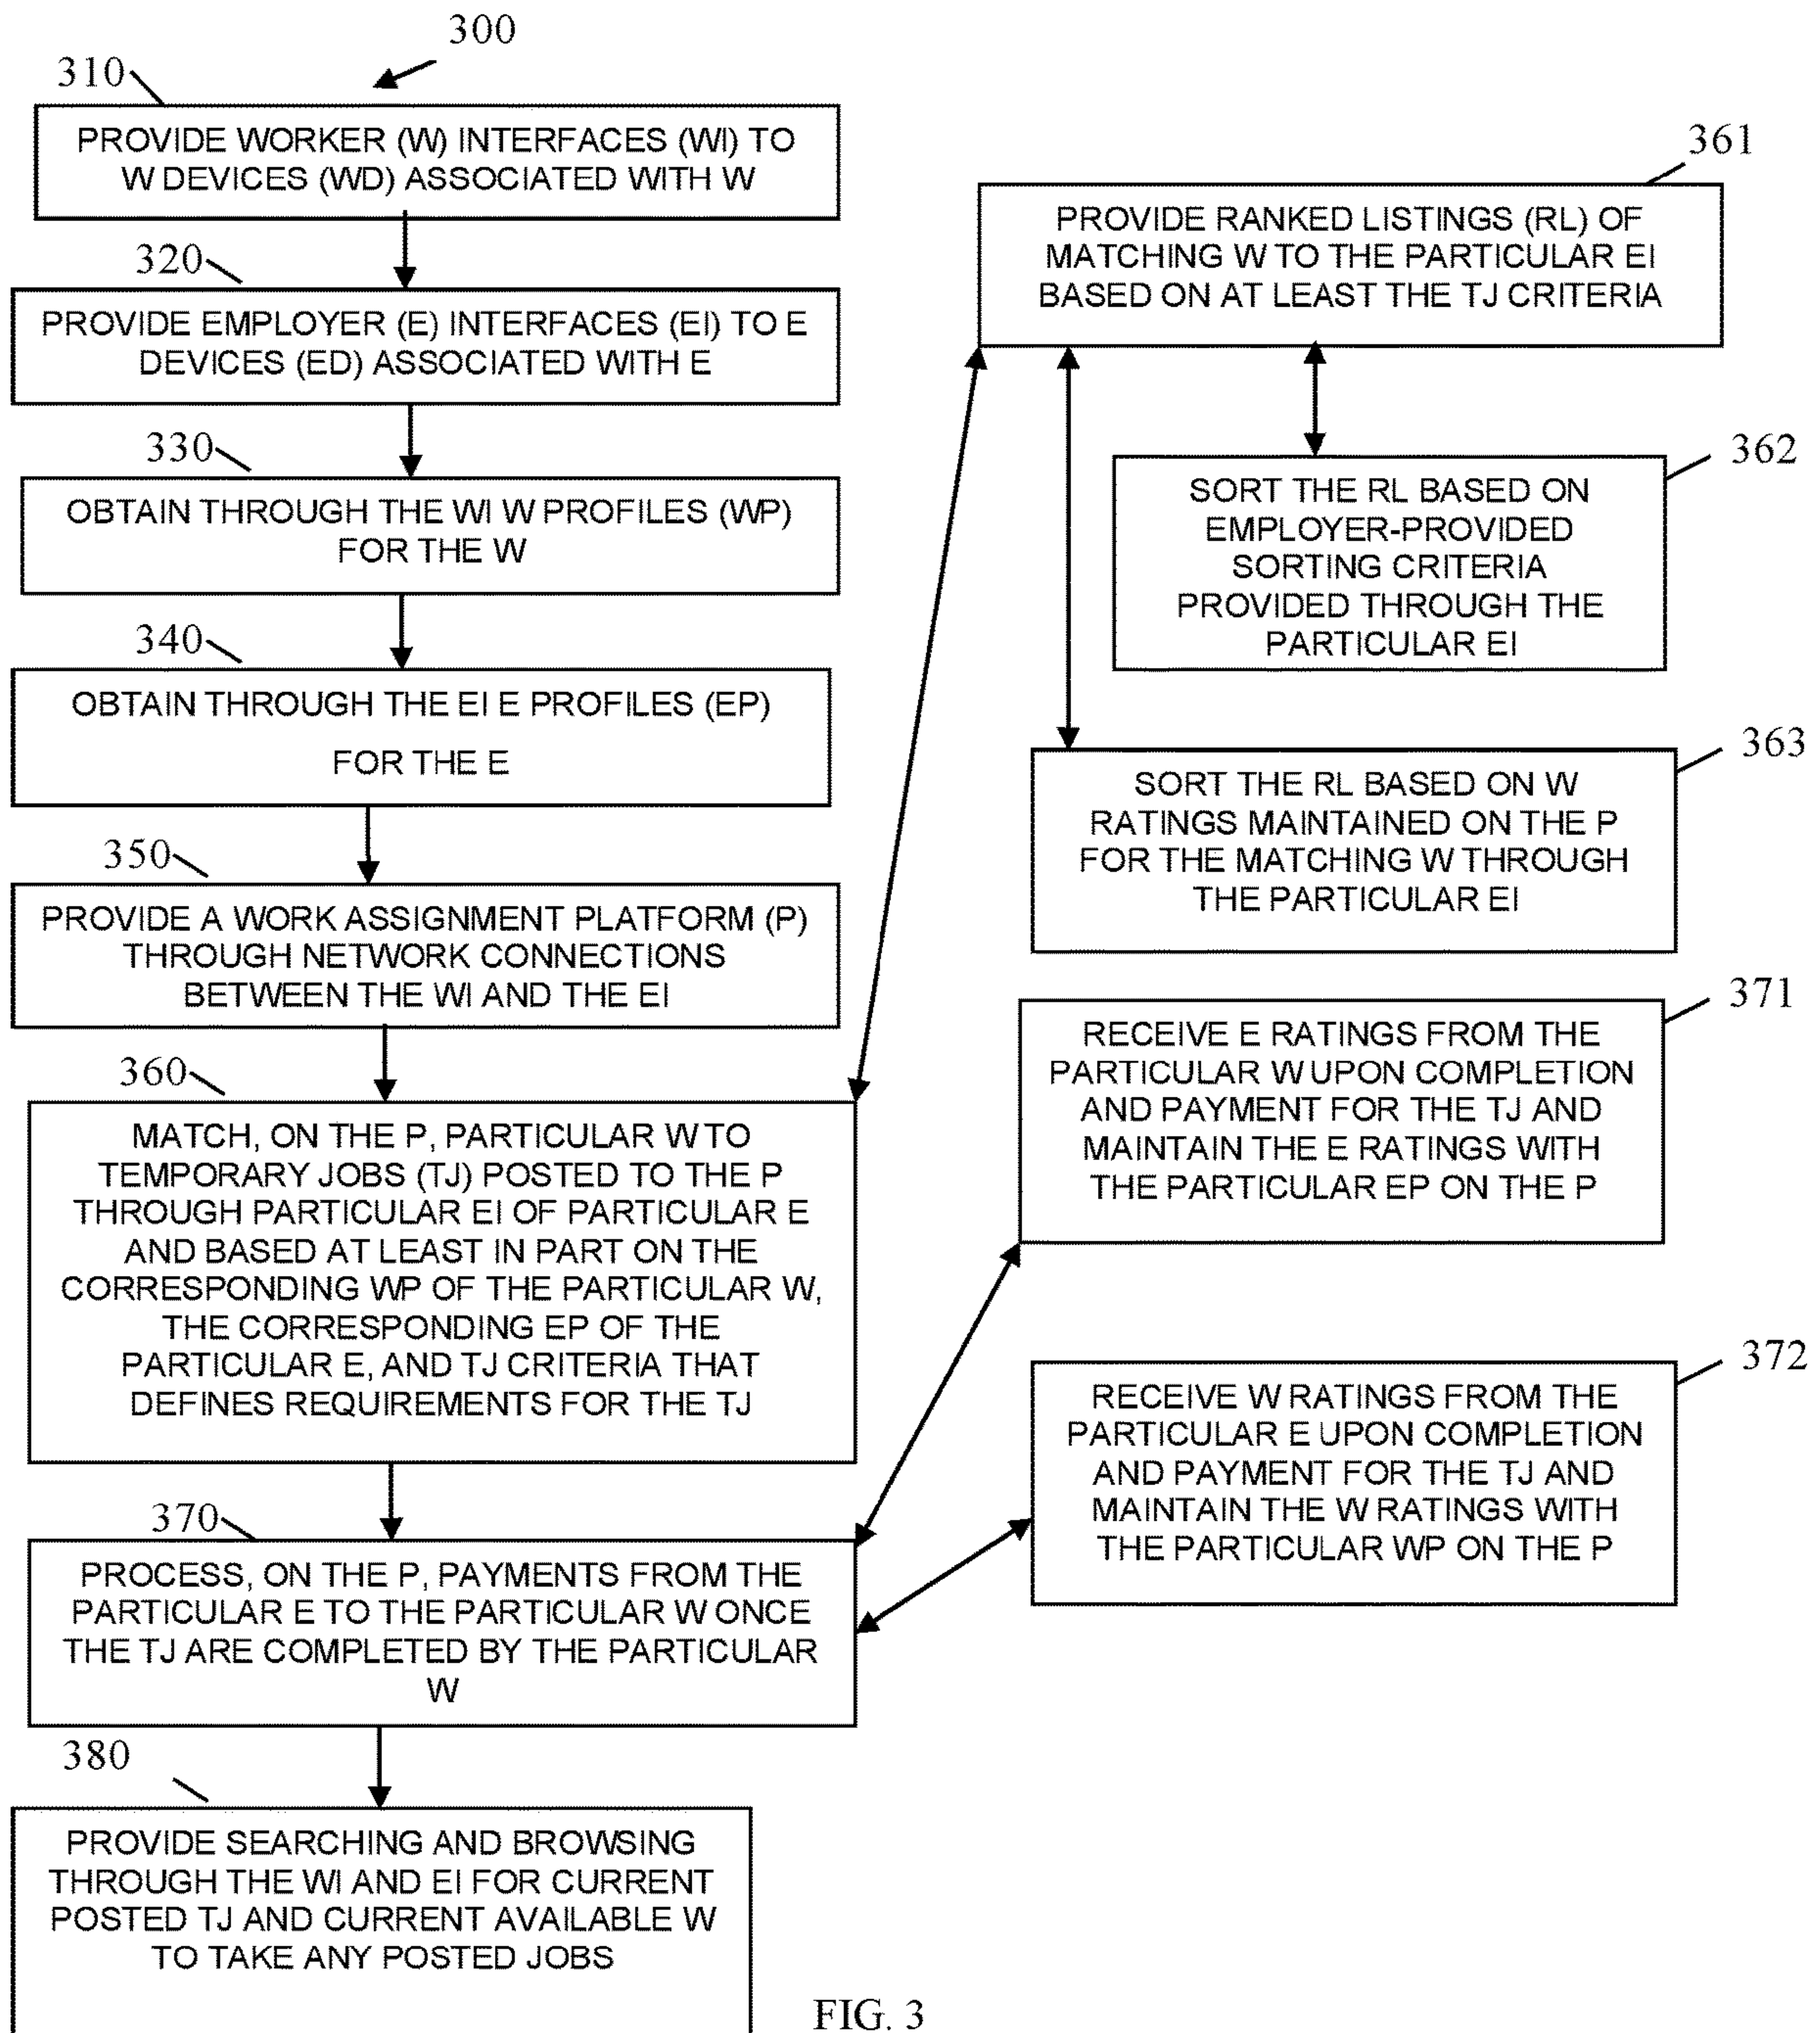 300
310
PROVIDE WORKER (W) INTERFACES (WI) TO
W DEVICES (WD) ASSOCIATED WITH W
320
PROVIDE EMPLOYER (E) INTERFACES (EI) TO E
DEVICES (ED) ASSOCIATED WITH E
330
OBTAIN THROUGH THE WI W PROFILES (WP)
FOR THE W
340
OBTAIN THROUGH THE EI E PROFILES (EP)
FOR THE E
350
PROVIDE A WORK ASSIGNMENT PLATFORM (P)
THROUGH NETWORK CONNECTIONS
BETWEEN THE WI AND THE EI
360
MATCH, ON THE P, PARTICULAR W TO
TEMPORARY JOBS (TJ) POSTED TO THE P
THROUGH PARTICULAR EI OF PARTICULAR E
AND BASED AT LEAST IN PART ON THE
CORRESPONDING WP OF THE PARTICULAR W,
THE CORRESPONDING EP OF THE
PARTICULAR E, AND TJ CRITERIA THAT
DEFINES REQUIREMENTS FOR THE TJ
370
PROCESS, ON THE P, PAYMENTS FROM THE
PARTICULAR E TO THE PARTICULAR W ONCE
THE TJ ARE COMPLETED BY THE PARTICULAR
W
380
PROVIDE SEARCHING AND BROWSING
THROUGH THE WI AND EI FOR CURRENT
POSTED TJ AND CURRENT AVAILABLE W
TO TAKE ANY POSTED JOBS
361
PROVIDE RANKED LISTINGS (RL) OF
MATCHING W TO THE PARTICULAR EI
BASED ON AT LEAST THE TJ CRITERIA
362
SORT THE RL BASED ON
EMPLOYER-PROVIDED
SORTING CRITERIA
PROVIDED THROUGH THE
PARTICULAR EI
363
SORT THE RL BASED ON W
RATINGS MAINTAINED ON THE P
FOR THE MATCHING W THROUGH
THE PARTICULAR EI
371
RECEIVE E RATINGS FROM THE
PARTICULAR W UPON COMPLETION
AND PAYMENT FOR THE TJ AND
MAINTAIN THE E RATINGS WITH
THE PARTICULAR EP ON THE P
372
RECEIVE W RATINGS FROM THE
PARTICULAR E UPON COMPLETION
AND PAYMENT FOR THE TJ AND
MAINTAIN THE W RATINGS WITH
THE PARTICULAR WP ON THE P
FIG. 3